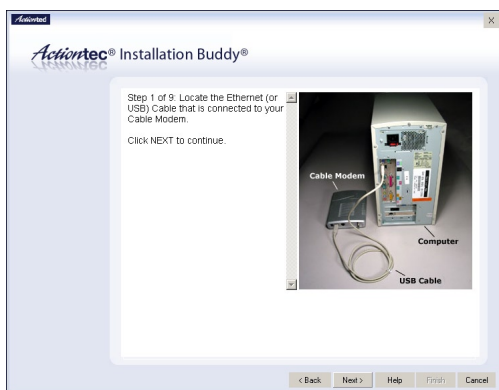 Actiontec
X
Actiontec® Installation Buddy®
Step 1 of 9: Locate the Ethernet (or
USB) Cable that is connected to your
Cable Modem.
Click NEXT to continue.
Cable Modem
Computer
USB Cable
< Back
Next >
Help
Finish
Cancel